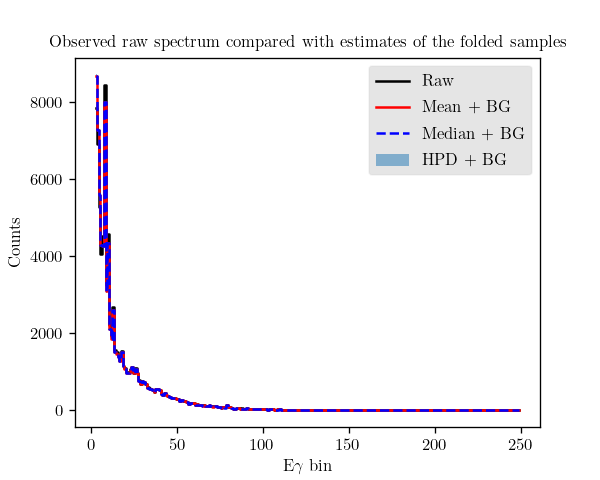 Observed raw spectrum compared with estimates of the folded samples
Raw
Mean + BG
Median + BG
HPD + BG
Counts
8000
6000
4000
2000
0
0 50 100 150 200 250
Eγ bin